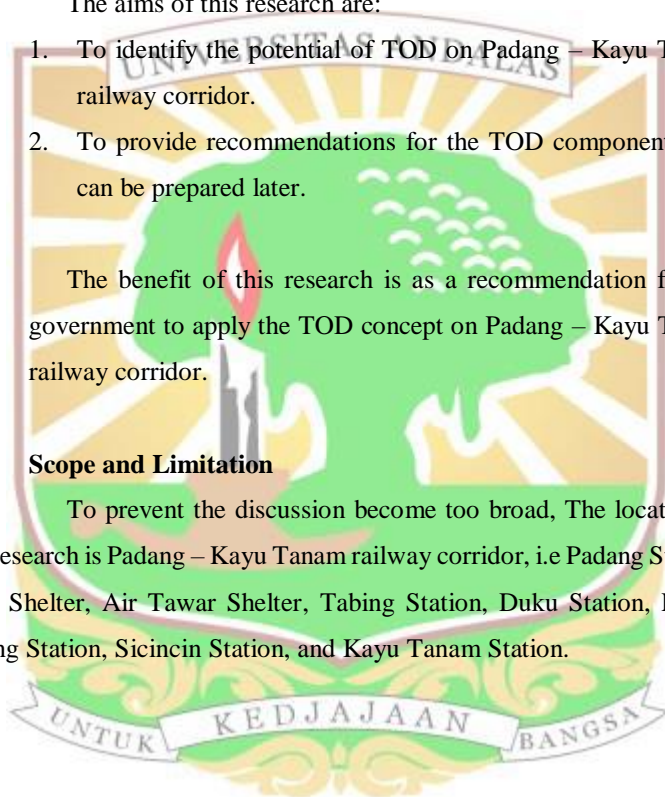 The aims of this research are:
1. To identify the potential of TOD on Padang – Kayu T
railway corridor.
2. To provide recommendations for the TOD component
can be prepared later.
The benefit of this research is as a recommendation f
government to apply the TOD concept on Padang – Kayu T
railway corridor.
Scope and Limitation
To prevent the discussion become too broad, The locat
esearch is Padang – Kayu Tanam railway corridor, i.e Padang S
Shelter, Air Tawar Shelter, Tabing Station, Duku Station,
ng Station, Sicincin Station, and Kayu Tanam Station.
UNIVERSITAS ANDALAS
UNTUK KEDJAJAAN BANGSA